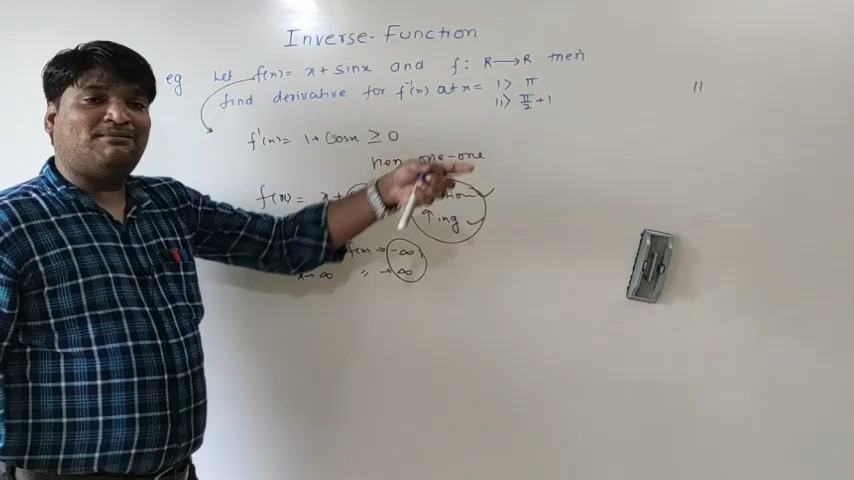 Inverse-Function
eg Let f(x) = x + sinx and f: R→R then
find derivative for f⁻¹(x) at x = i> π
ii> π/2 + 1
f'(x) = 1 + Cosx ≥ 0
hen one-one
f(x) = x +
↑ing ✓
f(x) → -∞,
x→ ∞ " → ∞